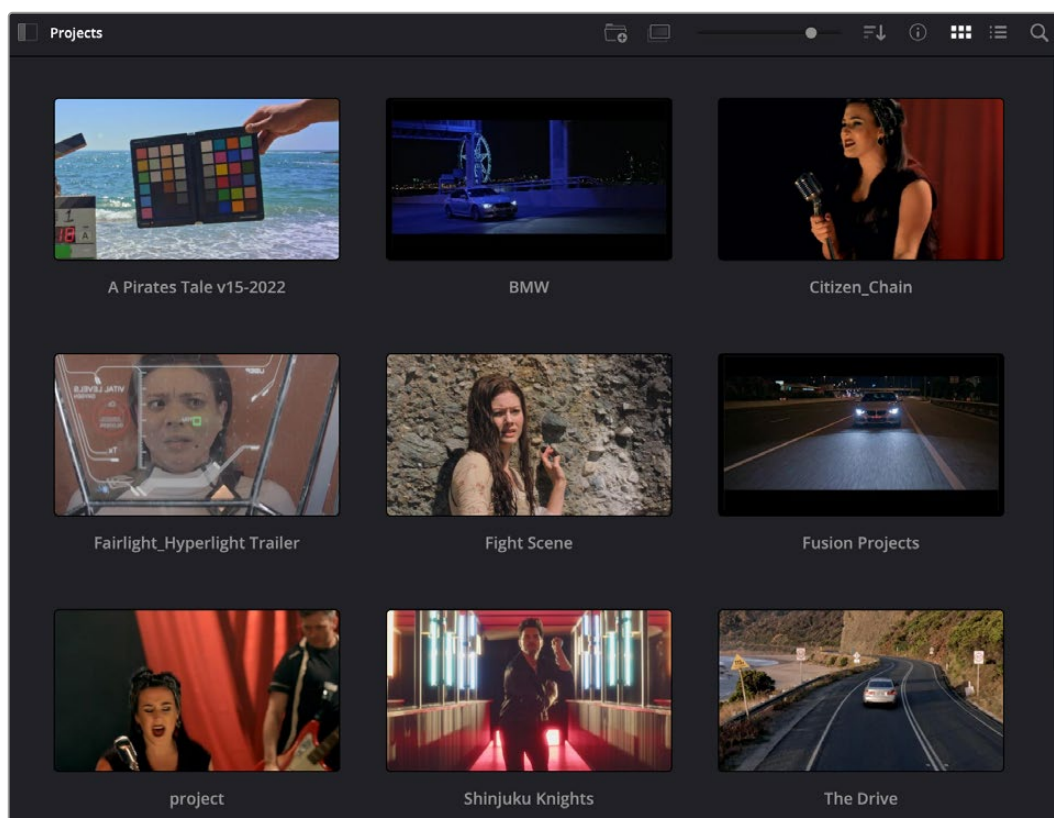 Projects
A Pirates Tale v15-2022
BMW
Citizen_Chain
Fairlight_Hyperlight Trailer
Fight Scene
Fusion Projects
project
Shinjuku Knights
The Drive